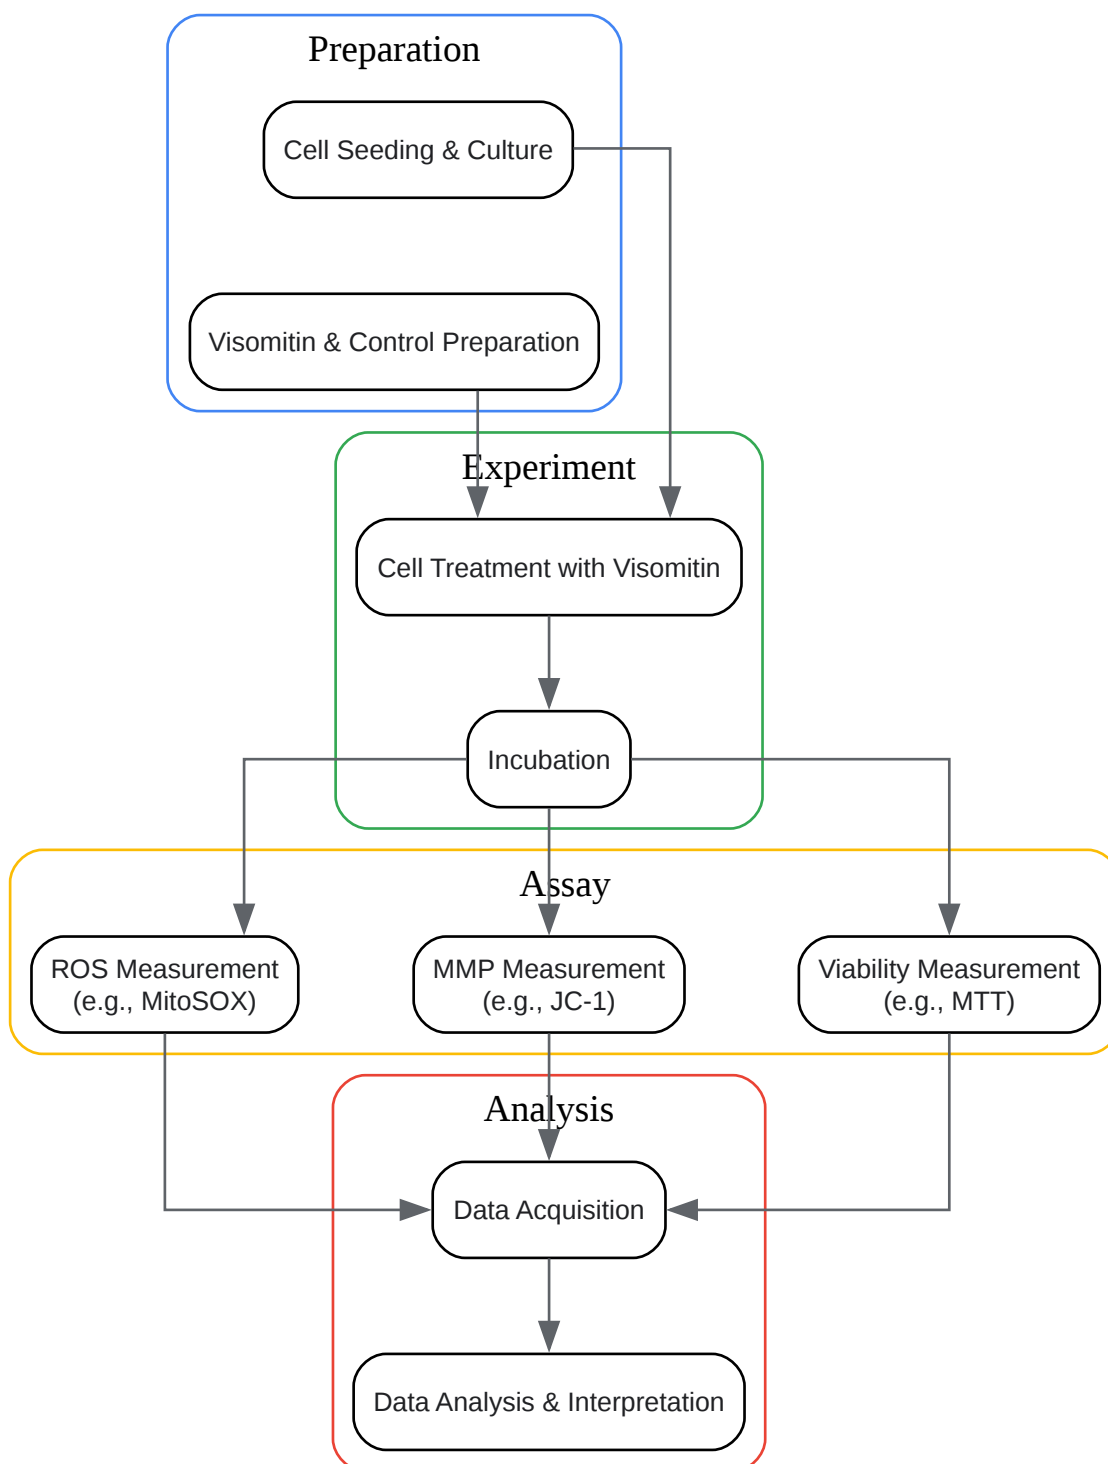 Preparation
Cell Seeding & Culture
Visomitin & Control Preparation
Experiment
Cell Treatment with Visomitin
Incubation
Assay
ROS Measurement
(e.g., MitoSOX)
MMP Measurement
(e.g., JC-1)
Viability Measurement
(e.g., MTT)
Analysis
Data Acquisition
Data Analysis & Interpretation